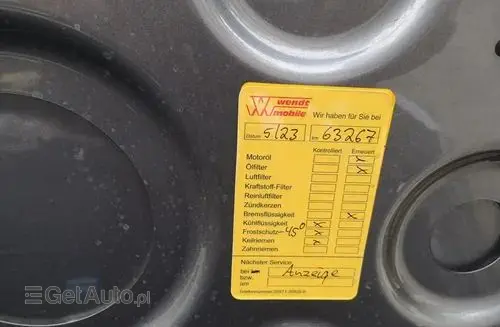 wendt
mobile
Wir haben für Sie bei
Datum 5/23 km 63267
Kontrolliert Erneuert
Motoröl x
Ölfilter x
Luftfilter
Kraftstoff-Filter
Reinluftfilter
Zündkerzen
Bremsflüssigkeit x
Kühlflüssigkeit x
Frostschutz -45° x
Keilriemen x
Zahnriemen
Nächster Service
bei km Anzeige
bzw.
am
GetAuto.pl